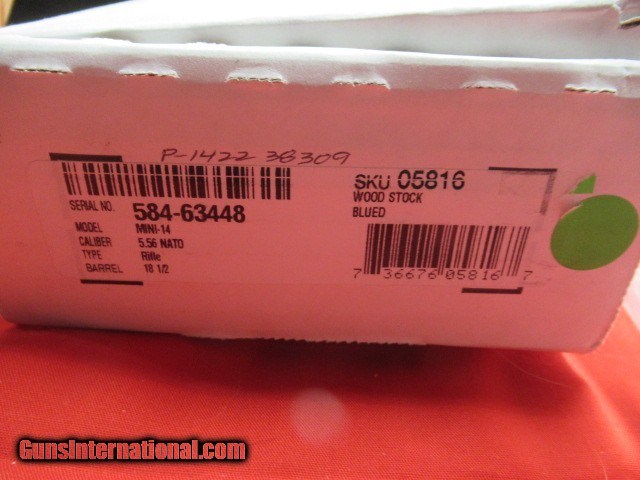 P-1422 38309
SKU 05816
WOOD STOCK
BLUED
SERIAL NO. 584-63448
MODEL MINI-14
CALIBER 5.56 NATO
TYPE Rifle
BARREL 18 1/2
7 36676 05816 7
GunsInternational.com